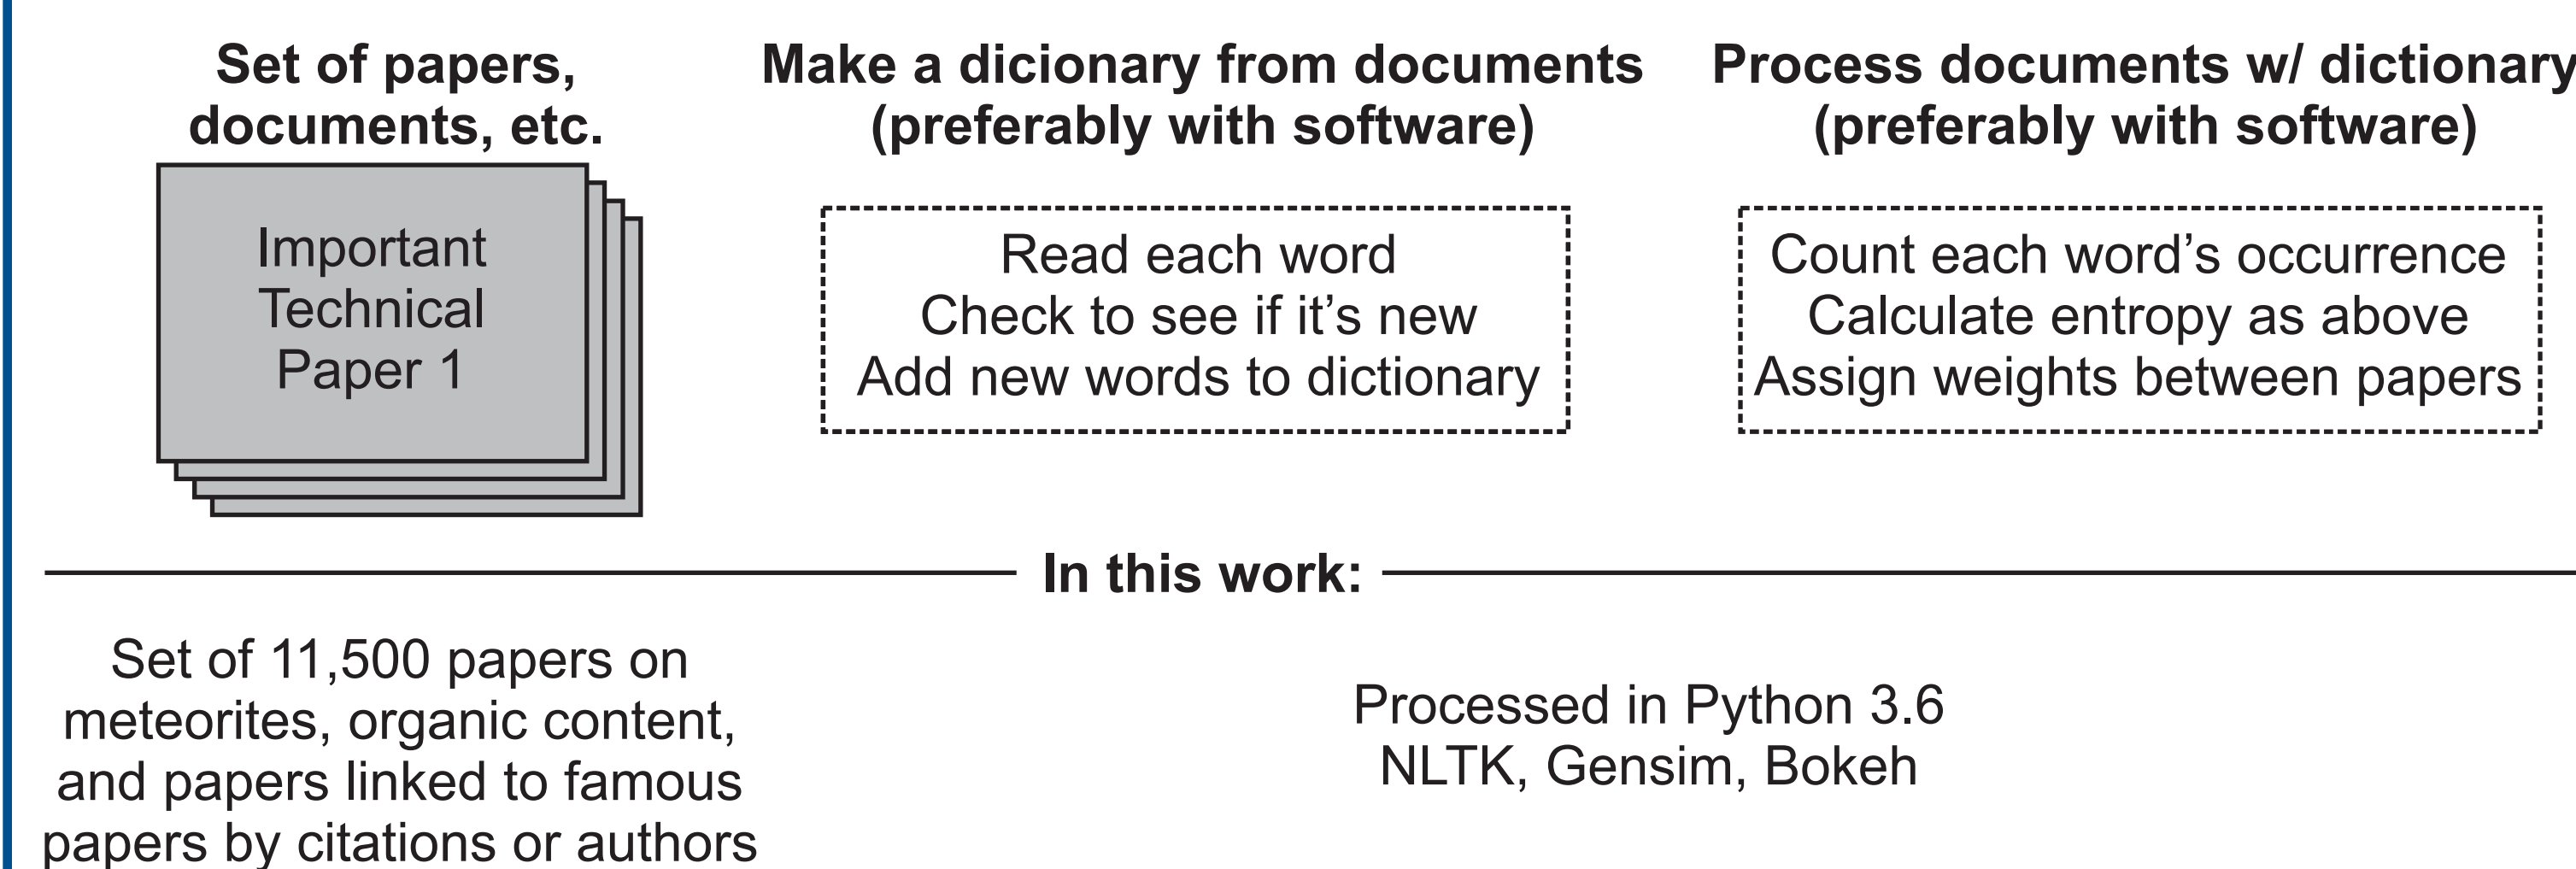 Set of papers,
documents, etc.
Important
Technical
Paper 1
Make a dicionary from documents
(preferably with software)
Read each word
Check to see if it’s new
Add new words to dictionary
Process documents w/ dictionary
(preferably with software)
Count each word’s occurrence
Calculate entropy as above
Assign weights between papers
In this work:
Set of 11,500 papers on
meteorites, organic content,
and papers linked to famous
papers by citations or authors
Processed in Python 3.6
NLTK, Gensim, Bokeh